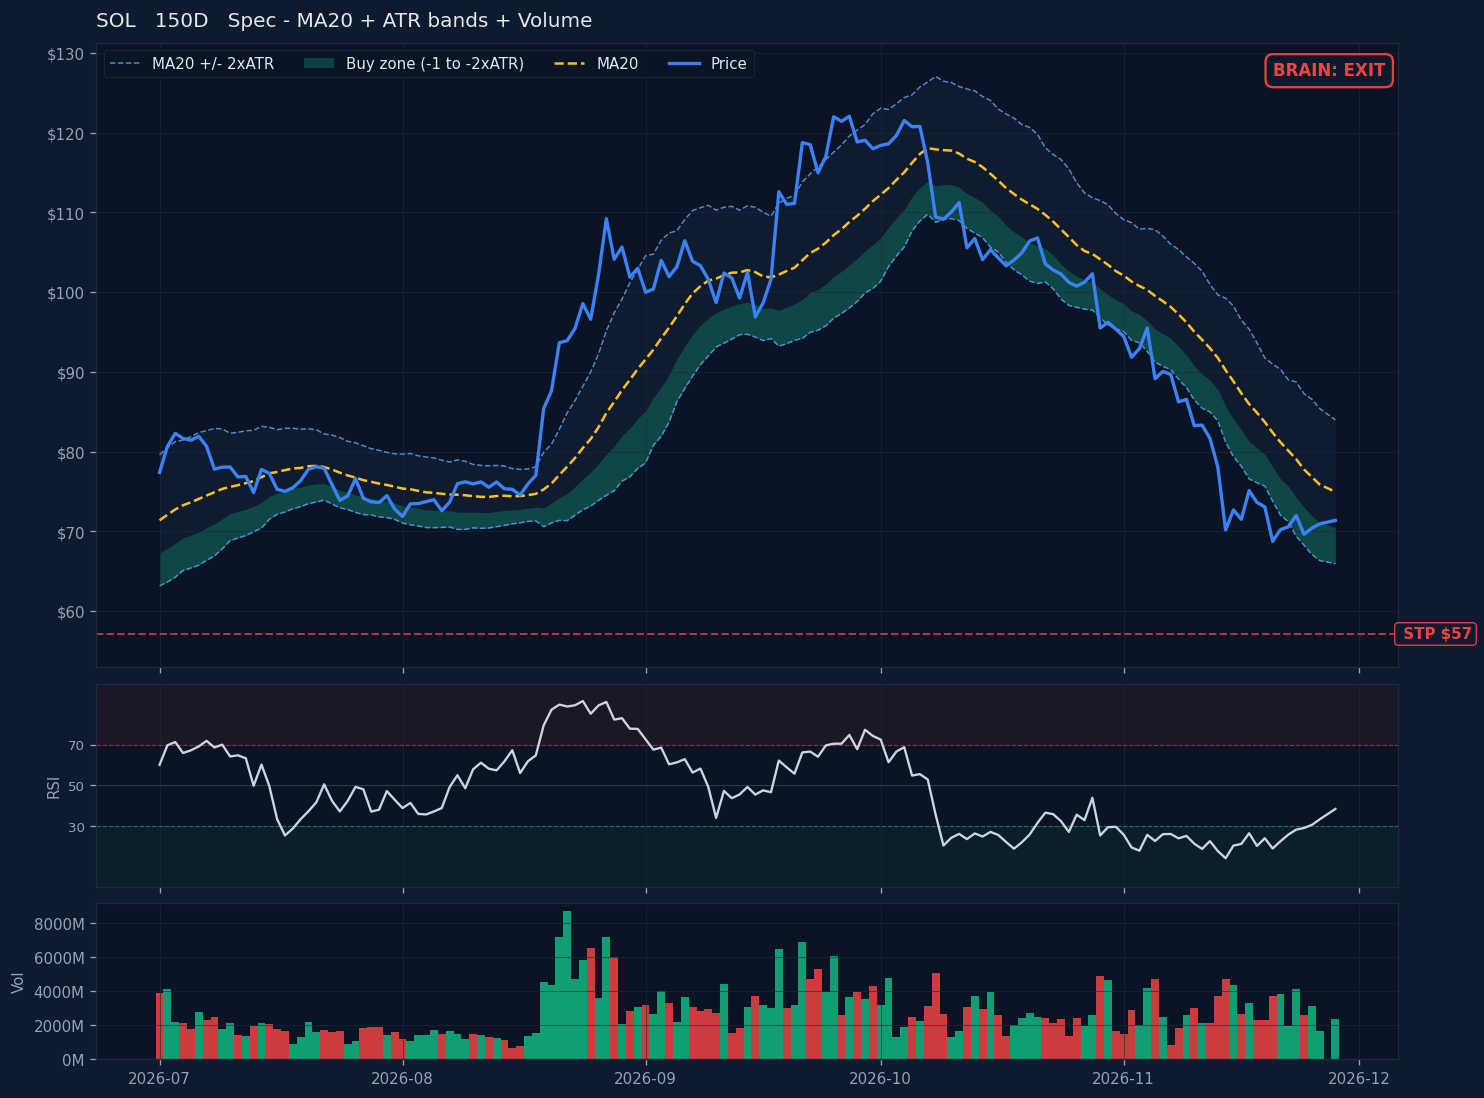 SOL 150D Spec - MA20 + ATR bands + Volume
MA20 +/- 2xATR
Buy zone (-1 to -2xATR)
MA20
Price
BRAIN: EXIT
$130
$120
$110
$100
$90
$80
$70
$60
STP $57
RSI
70
50
30
Vol
8000M
6000M
4000M
2000M
0M
2026-07
2026-08
2026-09
2026-10
2026-11
2026-12